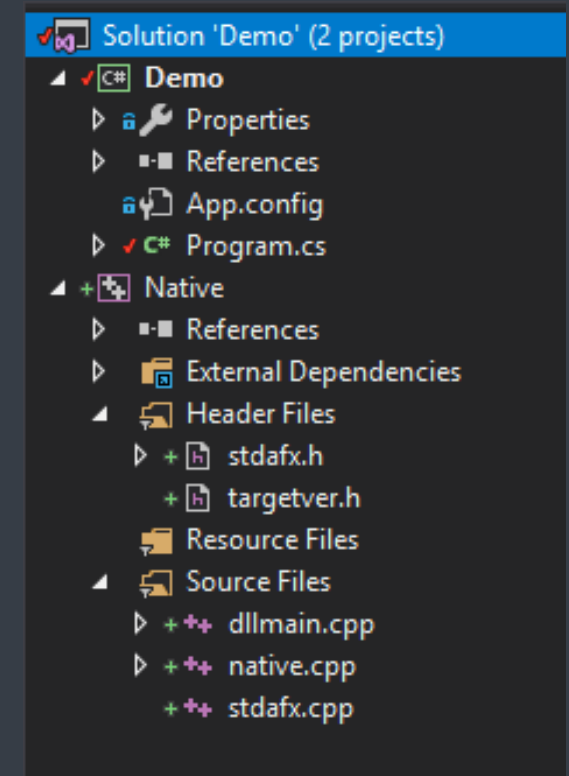 Solution 'Demo' (2 projects)
C# Demo
Properties
References
App.config
C# Program.cs
Native
References
External Dependencies
Header Files
h stdafx.h
h targetver.h
Resource Files
Source Files
dllmain.cpp
native.cpp
stdafx.cpp